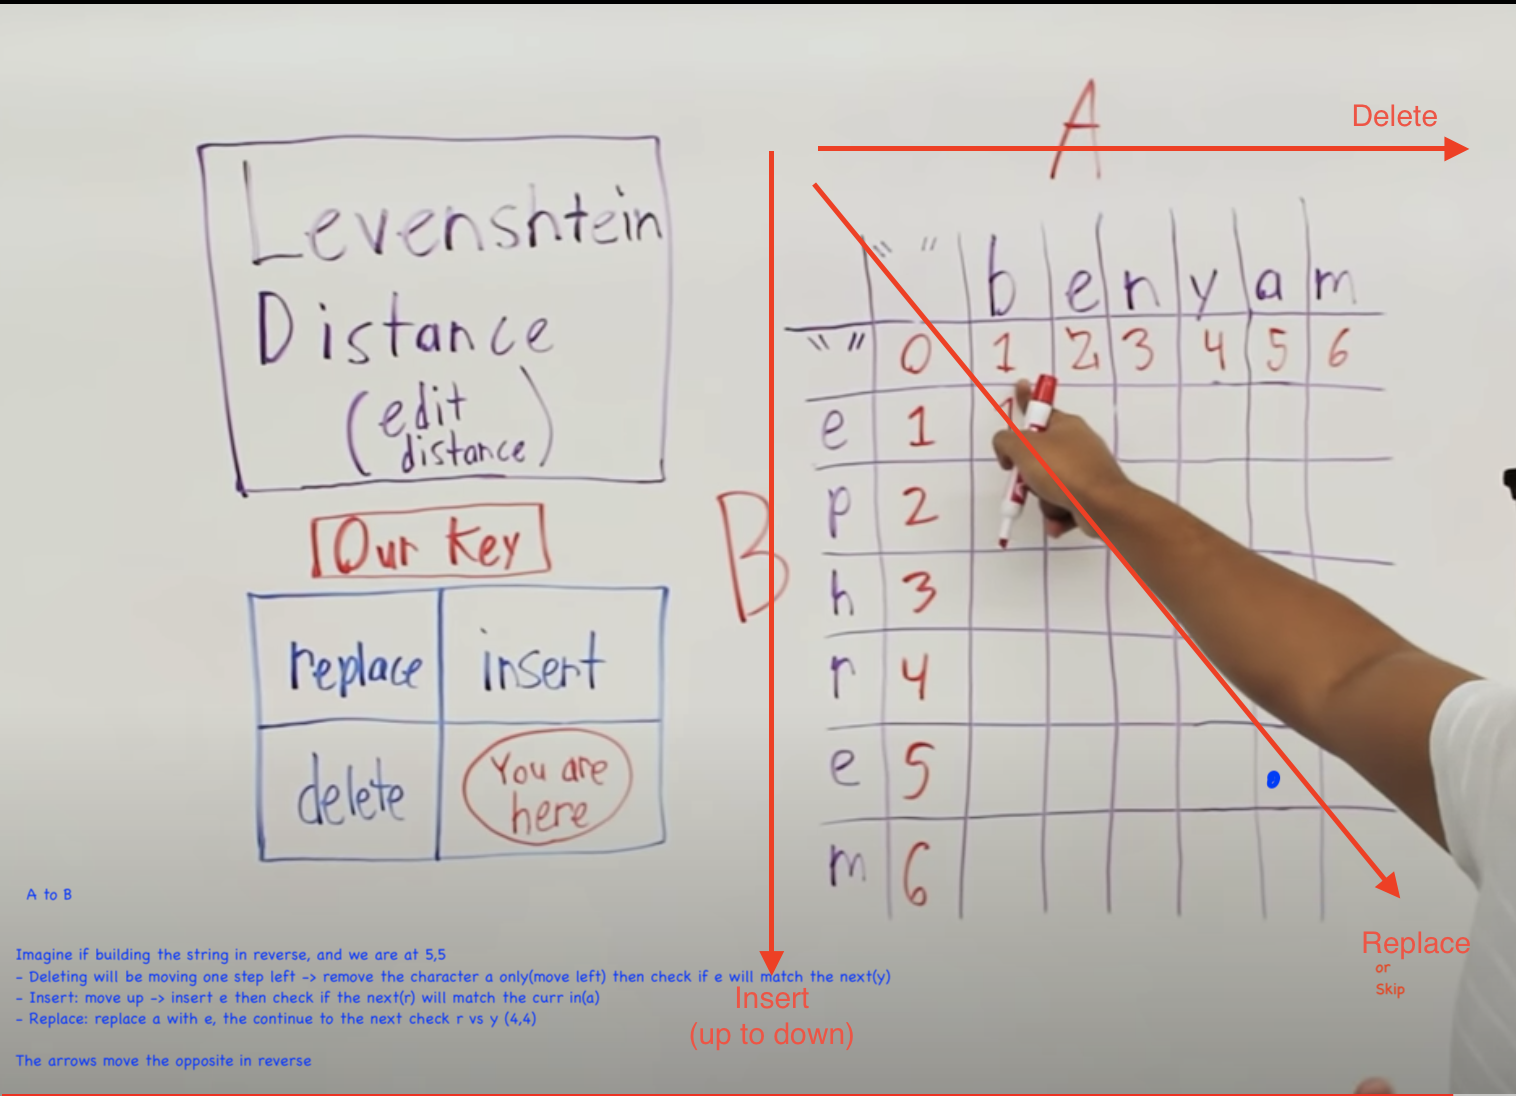 Levenshtein
Distance
(edit
distance)
Our Key
replace insert
delete You are
here
A
Delete
" " b e n y a m
" " 0 1 2 3 4 5 6
e 1 1
p 2
B
h 3
r 4
e 5
m 6
Insert
(up to down)
Replace
or
Skip
A to B
Imagine if building the string in reverse, and we are at 5,5
- Deleting will be moving one step left -> remove the character a only(move left) then check if e will match the next(y)
- Insert: move up -> insert e then check if the next(r) will match the curr in(a)
- Replace: replace a with e, the continue to the next check r vs y (4,4)
The arrows move the opposite in reverse